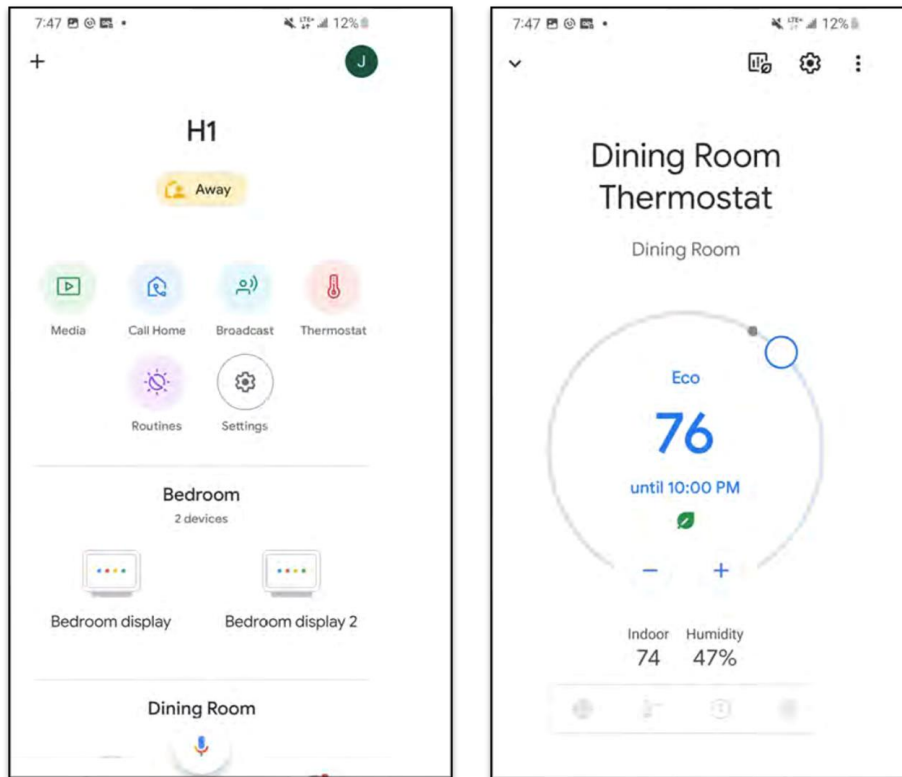 7:47
LTE+
12%
+
J
H1
Away
Media
Call Home
Broadcast
Thermostat
Routines
Settings
Bedroom
2 devices
Bedroom display
Bedroom display 2
Dining Room
7:47
LTE+
12%
Dining Room
Thermostat
Dining Room
Eco
76
until 10:00 PM
− +
Indoor Humidity
74 47%